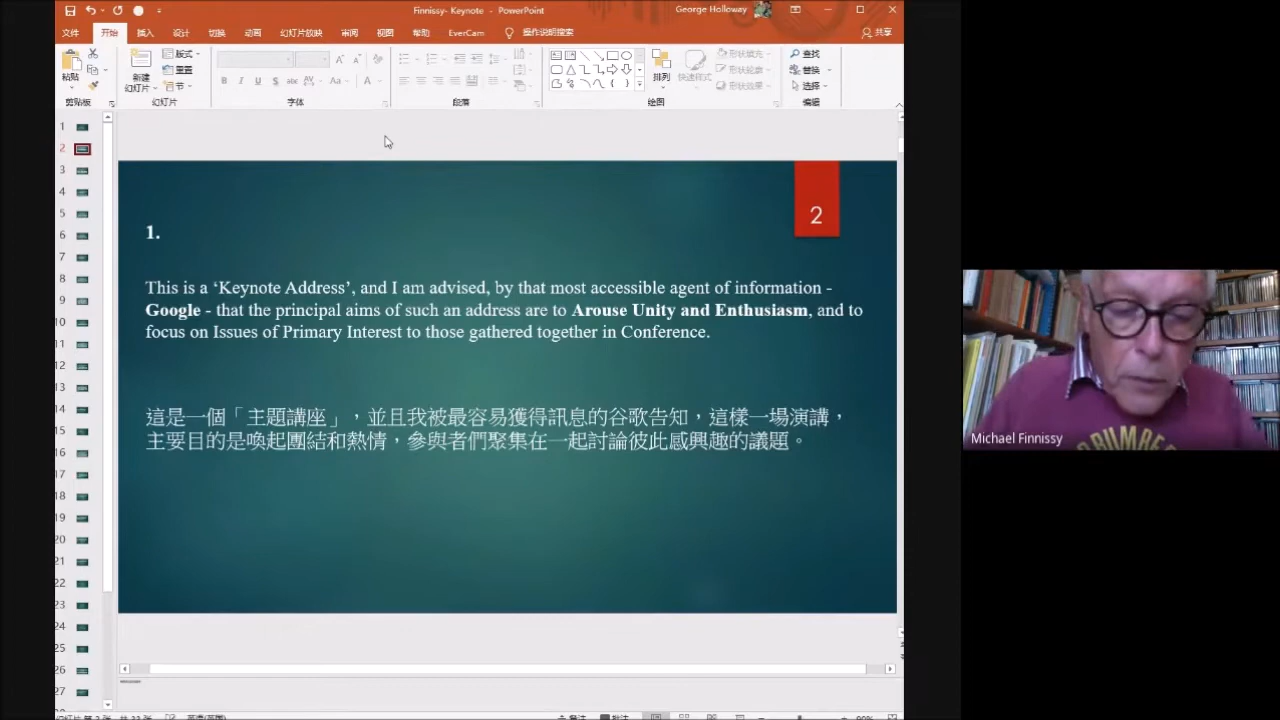 Finnissy- Keynote - PowerPoint
George Holloway
文件 开始 插入 设计 切换 动画 幻灯片放映 审阅 视图 帮助 EverCam 操作说明搜索 共享
粘贴
新建
幻灯片
版式
重置
节
B I U S abc AV Aa A
排列 快速样式
形状填充
形状轮廓
形状效果
查找
替换
选择
剪贴板 幻灯片 字体 段落 绘图 编辑
1
2
3
4
5
6
7
8
9
10
11
12
13
14
15
16
17
18
19
20
21
22
23
24
25
26
27
2
1.
This is a ‘Keynote Address’, and I am advised, by that most accessible agent of information -
Google - that the principal aims of such an address are to Arouse Unity and Enthusiasm, and to
focus on Issues of Primary Interest to those gathered together in Conference.
這是一個「主題講座」，並且我被最容易獲得訊息的谷歌告知，這樣一場演講，
主要目的是喚起團結和熱情，參與者們聚集在一起討論彼此感興趣的議題。
Michael Finnissy